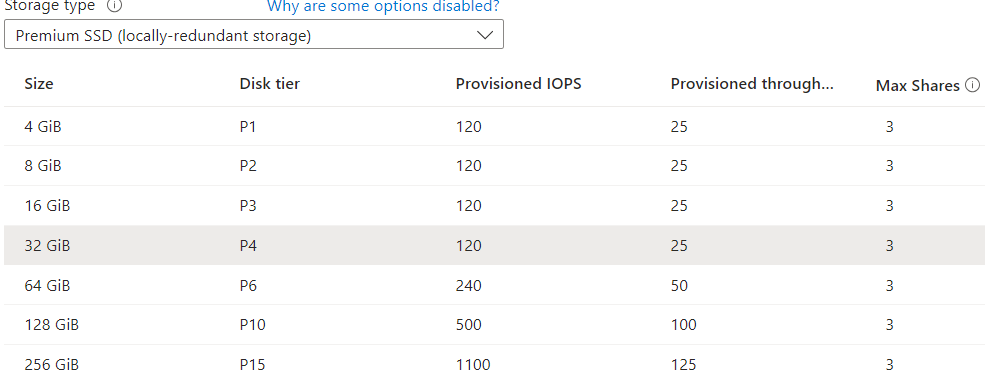 Storage type Why are some options disabled?
Premium SSD (locally-redundant storage)
Size Disk tier Provisioned IOPS Provisioned through... Max Shares
4 GiB P1 120 25 3
8 GiB P2 120 25 3
16 GiB P3 120 25 3
32 GiB P4 120 25 3
64 GiB P6 240 50 3
128 GiB P10 500 100 3
256 GiB P15 1100 125 3